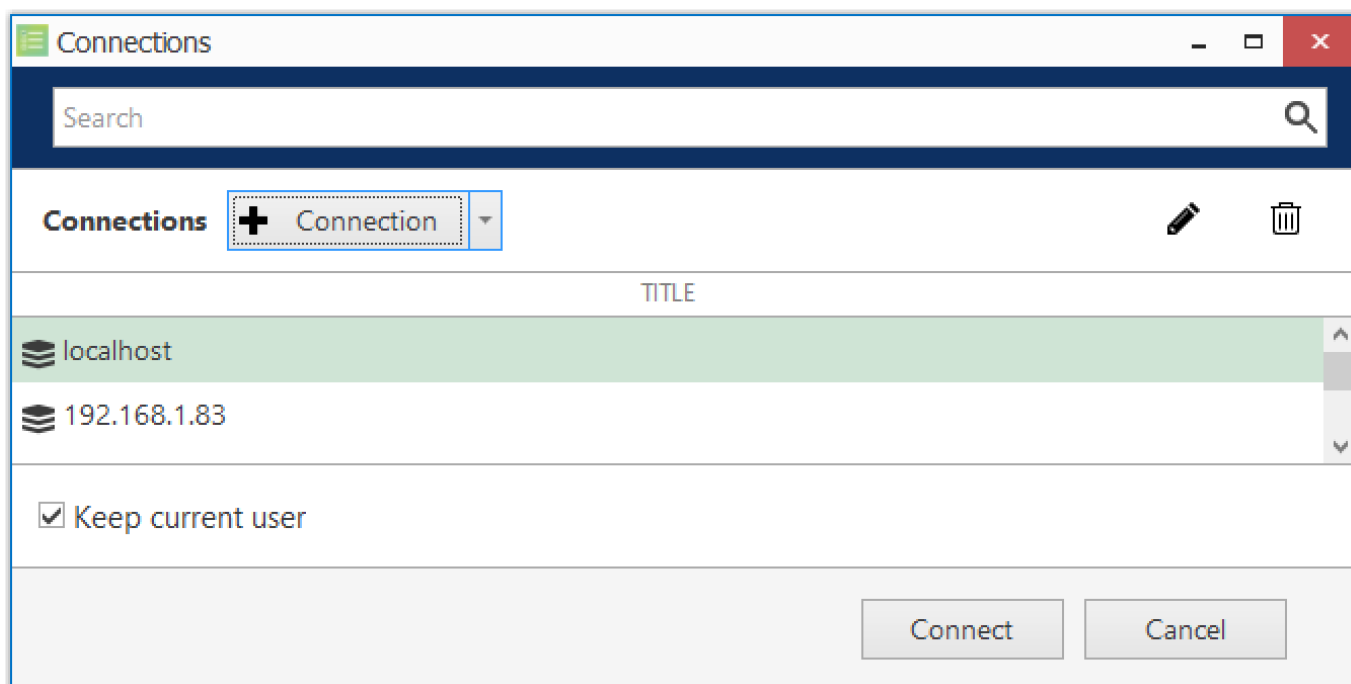 Connections
Search
Connections Connection
TITLE
localhost
192.168.1.83
Keep current user
Connect Cancel